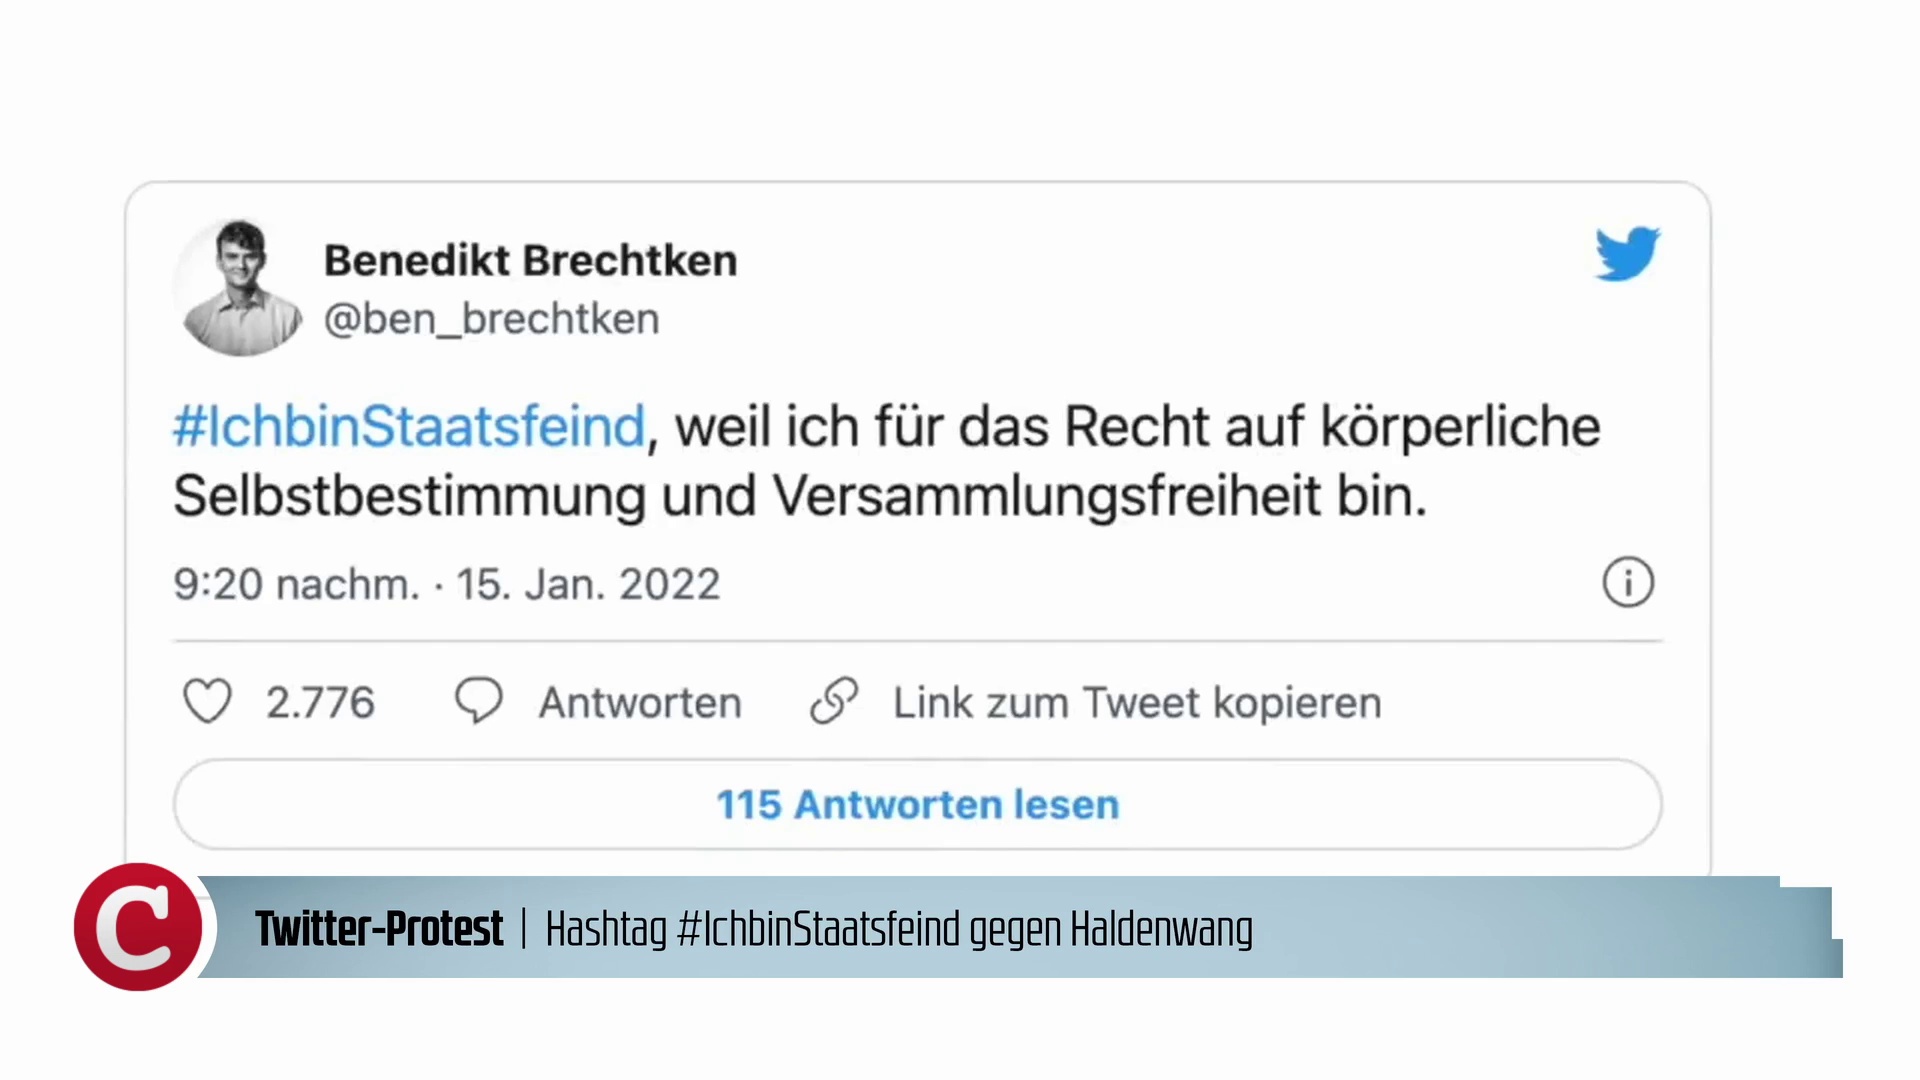 Benedikt Brechtken
@ben_brechtken
#IchbinStaatsfeind, weil ich für das Recht auf körperliche
Selbstbestimmung und Versammlungsfreiheit bin.
9:20 nachm. · 15. Jan. 2022
2.776 Antworten Link zum Tweet kopieren
115 Antworten lesen
C
Twitter-Protest | Hashtag #IchbinStaatsfeind gegen Haldenwang